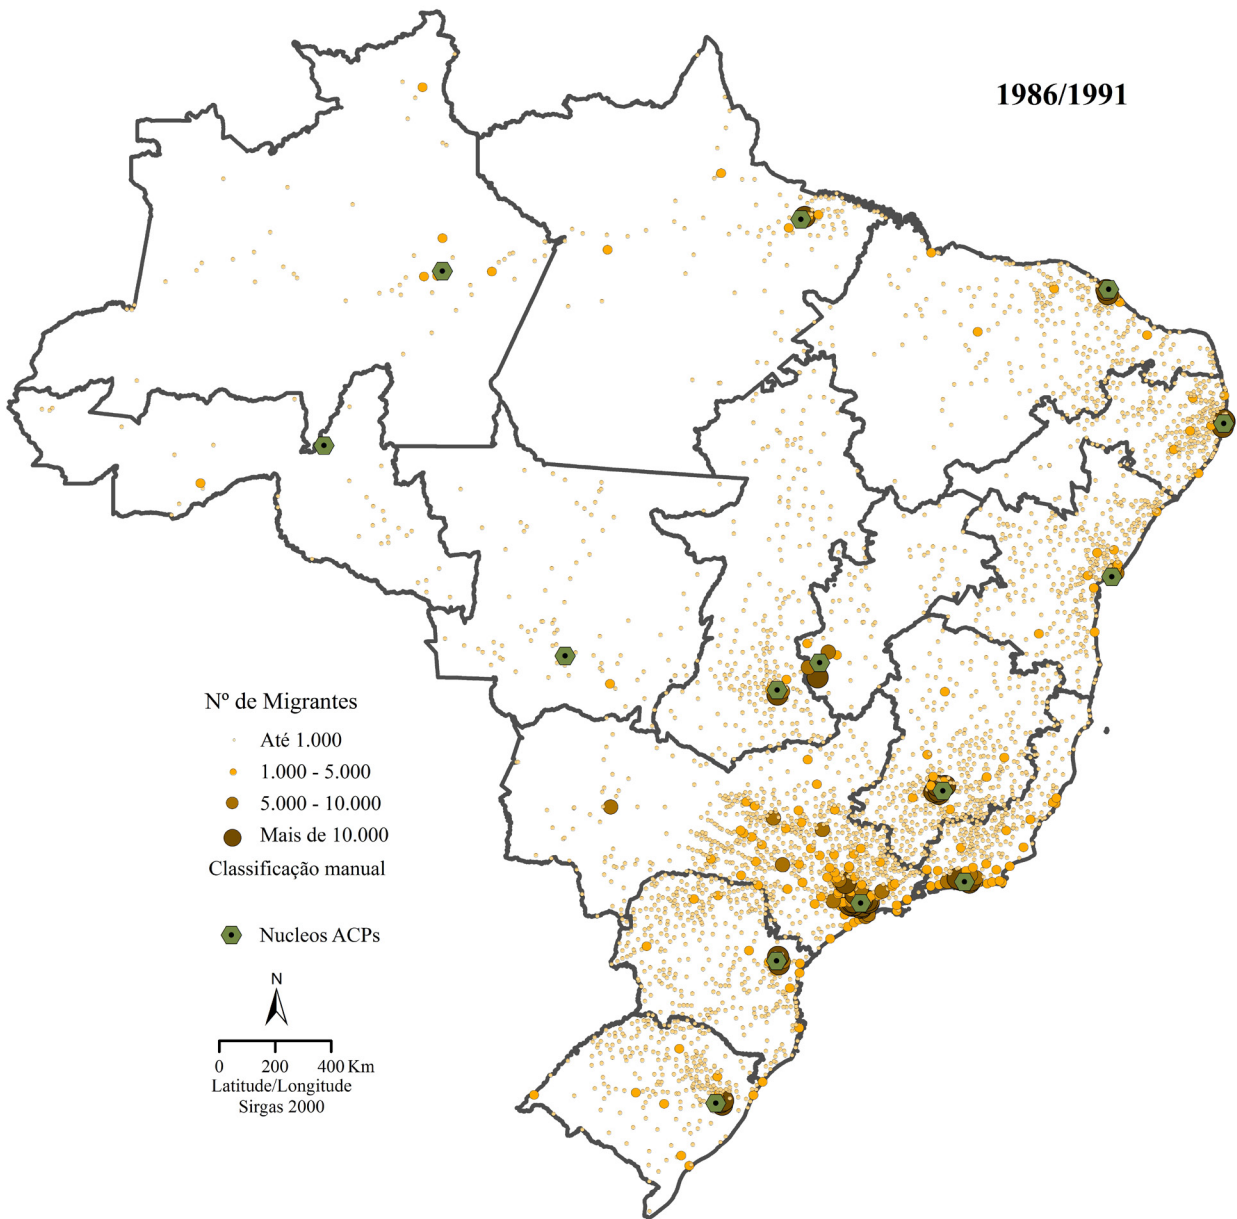 1986/1991
Nº de Migrantes
Até 1.000
1.000 - 5.000
5.000 - 10.000
Mais de 10.000
Classificação manual
Nucleos ACPs
N
0 200 400 Km
Latitude/Longitude
Sirgas 2000